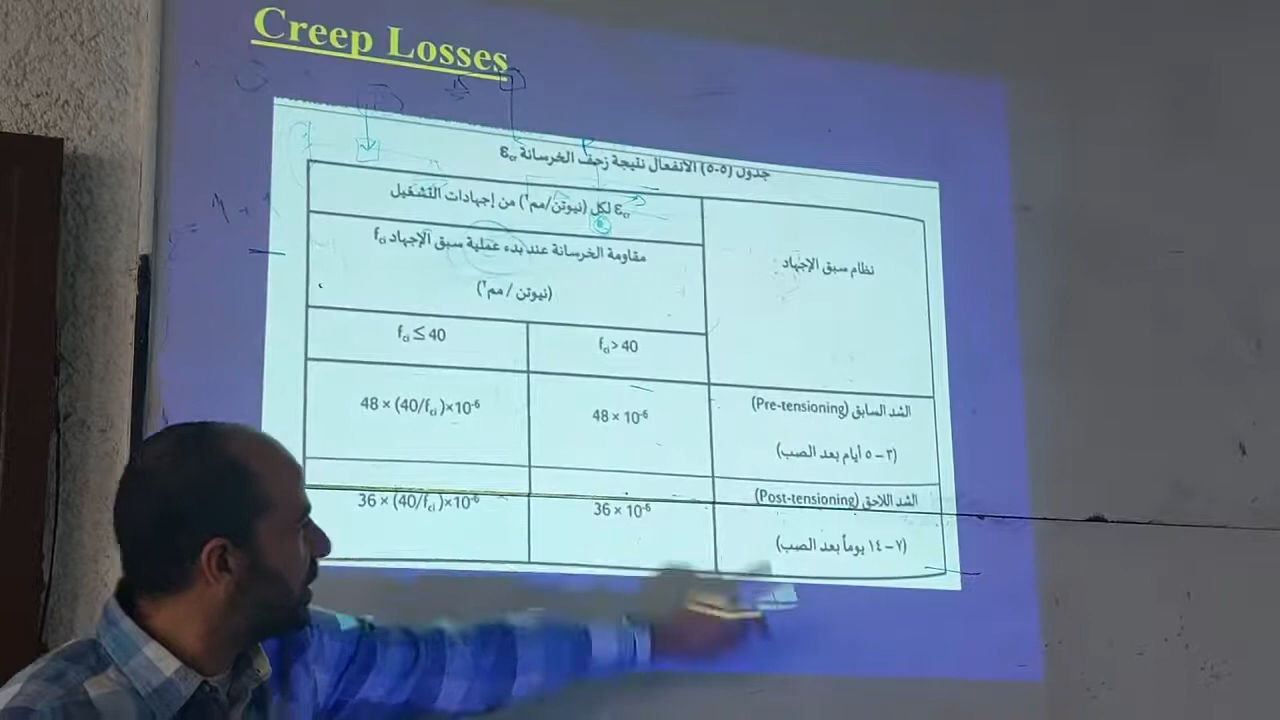 Creep Losses
جدول (٥-٥) الانفعال نتيجة زحف الخرسانة εcr
εcr لكل (نيوتن/مم٢) من إجهادات التشغيل
نظام سبق الإجهاد
مقاومة الخرسانة عند بدء عملية سبق الإجهاد fci
(نيوتن / مم٢)
fci > 40
fci ≤ 40
الشد السابق (Pre-tensioning)
(٣ – ٥ أيام بعد الصب)
48 × 10-6
48 × (40/fci)×10-6
الشد اللاحق (Post-tensioning)
(٧ – ١٤ يوماً بعد الصب)
36 × 10-6
36 × (40/fci)×10-6